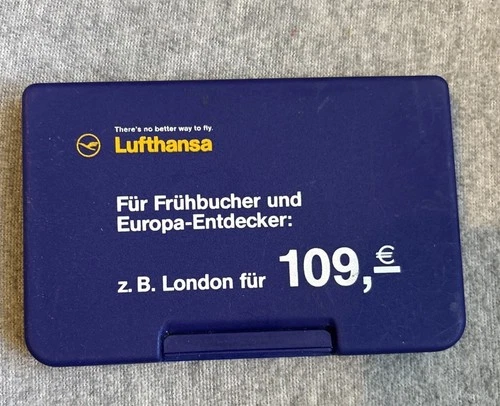 There's no better way to fly.
Lufthansa
Für Frühbucher und
Europa-Entdecker:
z. B. London für 109,€